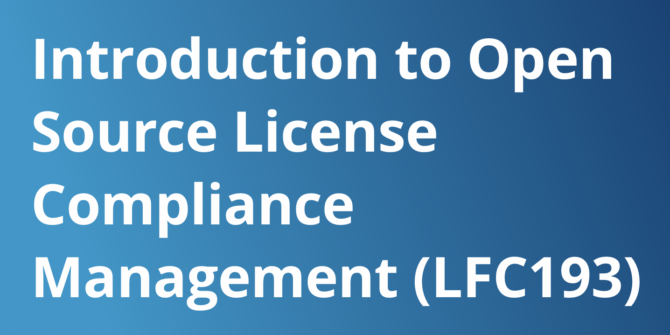 Introduction to Open
Source License
Compliance
Management (LFC193)